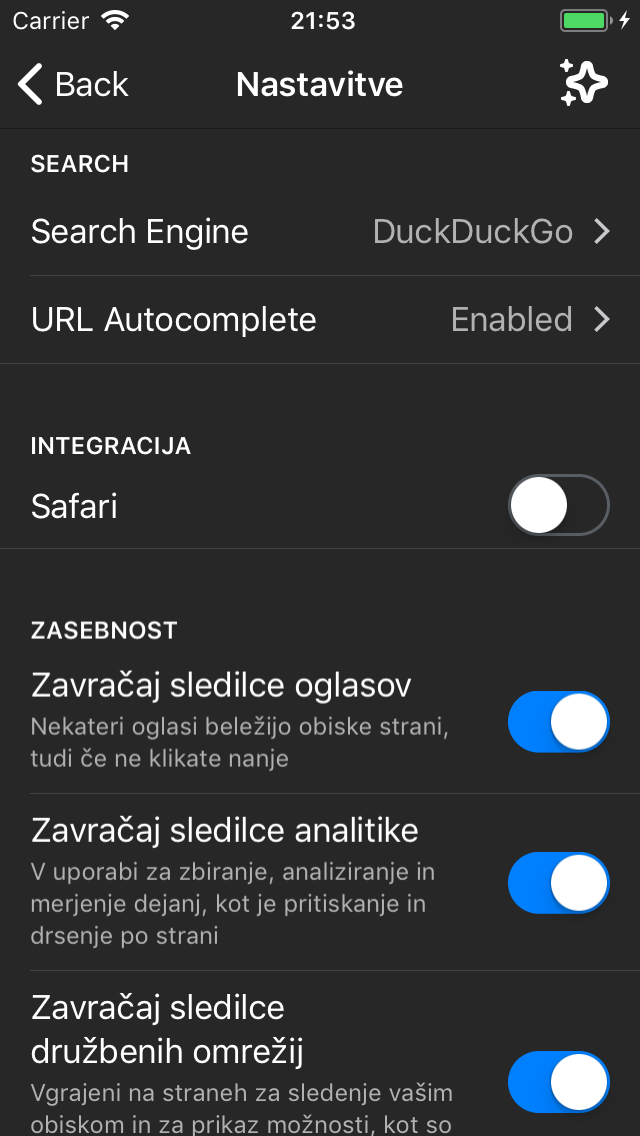 Carrier 21:53
Back Nastavitve
SEARCH
Search Engine DuckDuckGo
URL Autocomplete Enabled
INTEGRACIJA
Safari
ZASEBNOST
Zavračaj sledilce oglasov
Nekateri oglasi beležijo obiske strani,
tudi če ne klikate nanje
Zavračaj sledilce analitike
V uporabi za zbiranje, analiziranje in
merjenje dejanj, kot je pritiskanje in
drsenje po strani
Zavračaj sledilce
družbenih omrežij
Vgrajeni na straneh za sledenje vašim
obiskom in za prikaz možnosti, kot so